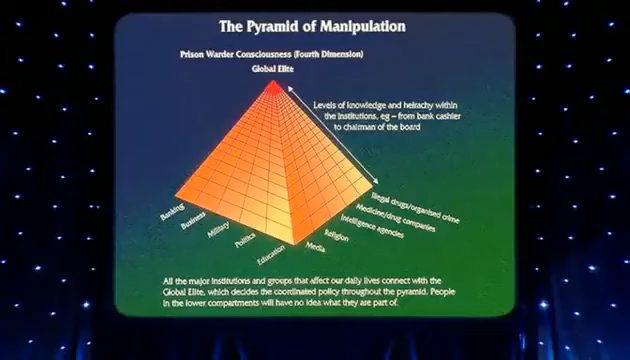 The Pyramid of Manipulation
Prison Warder Consciousness (Fourth Dimension)
Global Elite
Levels of knowledge and heirachy within
the institutions, eg – from bank cashier
to chairman of the board
Banking
Business
Military
Politics
Education
Illegal drugs/organised crime
Medicine/drug companies
Intelligence agencies
Religion
Media
All the major institutions and groups that affect our daily lives connect with the
Global Elite, which decides the coordinated policy throughout the pyramid. People
in the lower compartments will have no idea what they are part of.